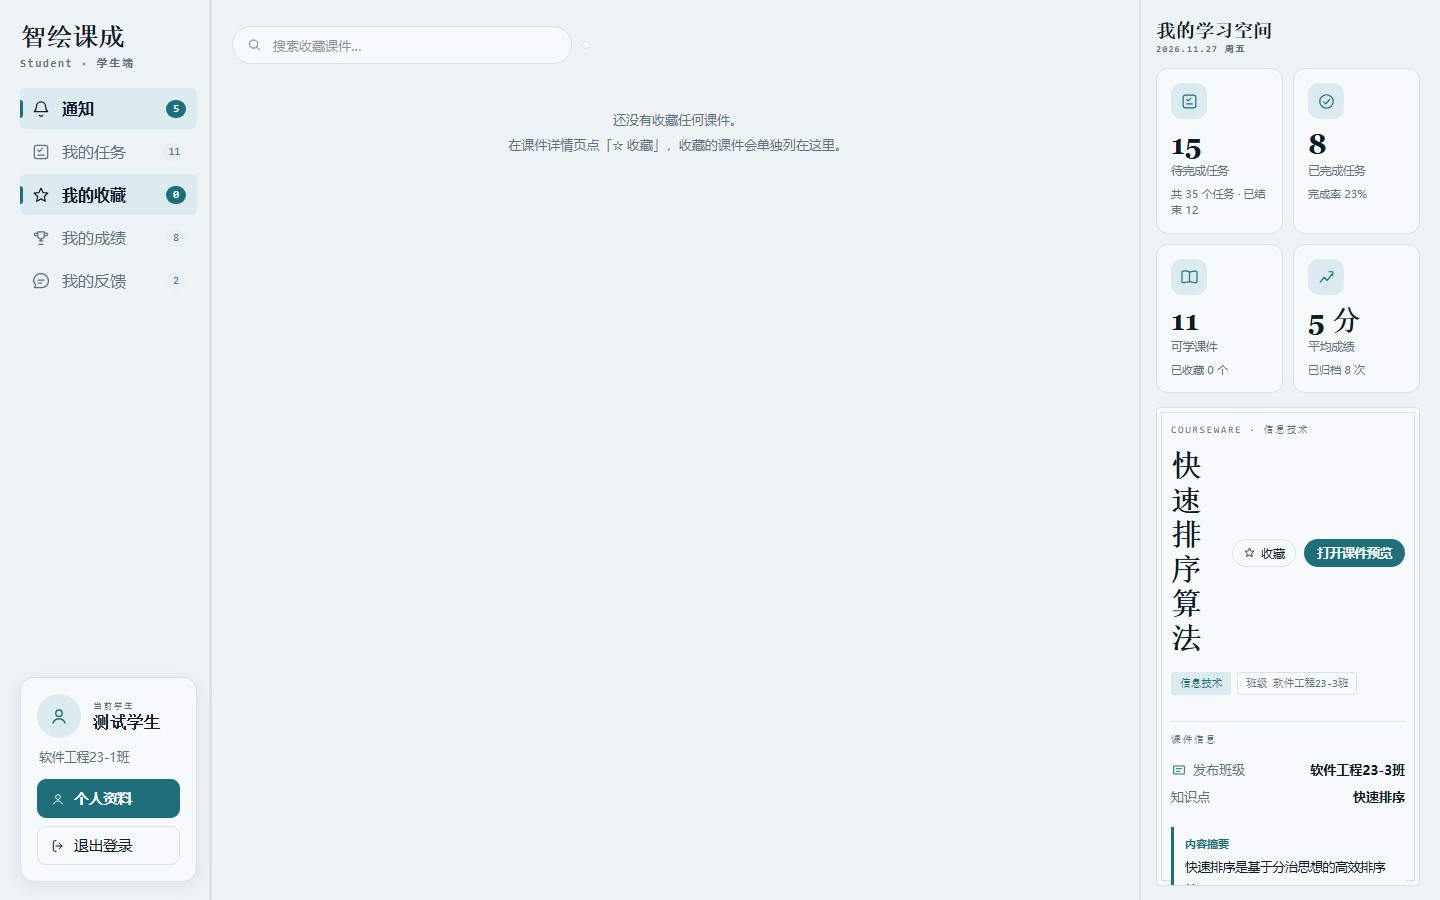 智绘课成
Student · 学生端
通知 5
我的任务 11
我的收藏 0
我的成绩 8
我的反馈 2
当前学生
测试学生
软件工程23-1班
个人资料
退出登录
搜索收藏课件...
还没有收藏任何课件。
在课件详情页点「☆ 收藏」，收藏的课件会单独列在这里。
我的学习空间
2026.11.27 周五
15
待完成任务
共 35 个任务 · 已结
束 12
8
已完成任务
完成率 23%
11
可学课件
已收藏 0 个
5 分
平均成绩
已归档 8 次
COURSEWARE · 信息技术
快
速
排
序
算
法
收藏
打开课件预览
信息技术
班级 软件工程23-3班
课件信息
发布班级 软件工程23-3班
知识点 快速排序
内容摘要
快速排序是基于分治思想的高效排序